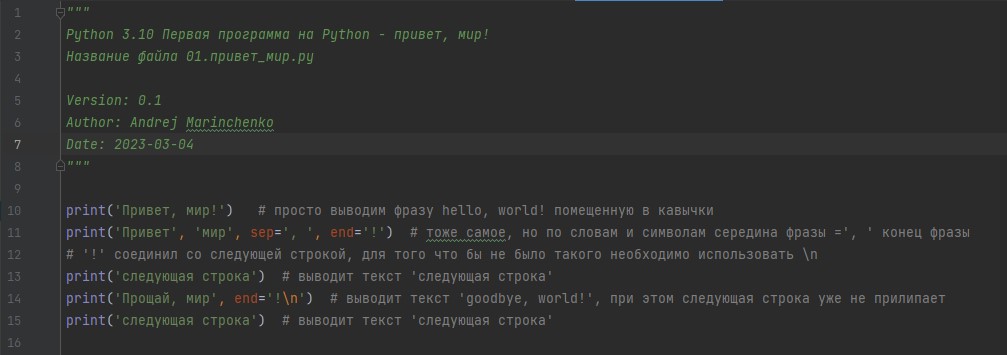 1 """
2 Python 3.10 Первая программа на Python - привет, мир!
3 Название файла 01.привет_мир.py
4
5 Version: 0.1
6 Author: Andrej Marinchenko
7 Date: 2023-03-04
8 """
9
10 print('Привет, мир!')   # просто выводим фразу hello, world! помещенную в кавычки
11 print('Привет', 'мир', sep=', ', end='!')  # тоже самое, но по словам и символам середина фразы =', ' конец фразы
12 # '!' соединил со следующей строкой, для того что бы не было такого необходимо использовать \n
13 print('следующая строка')  # выводит текст 'следующая строка'
14 print('Прощай, мир', end='!\n')  # выводит текст 'goodbye, world!', при этом следующая строка уже не прилипает
15 print('следующая строка')  # выводит текст 'следующая строка'
16